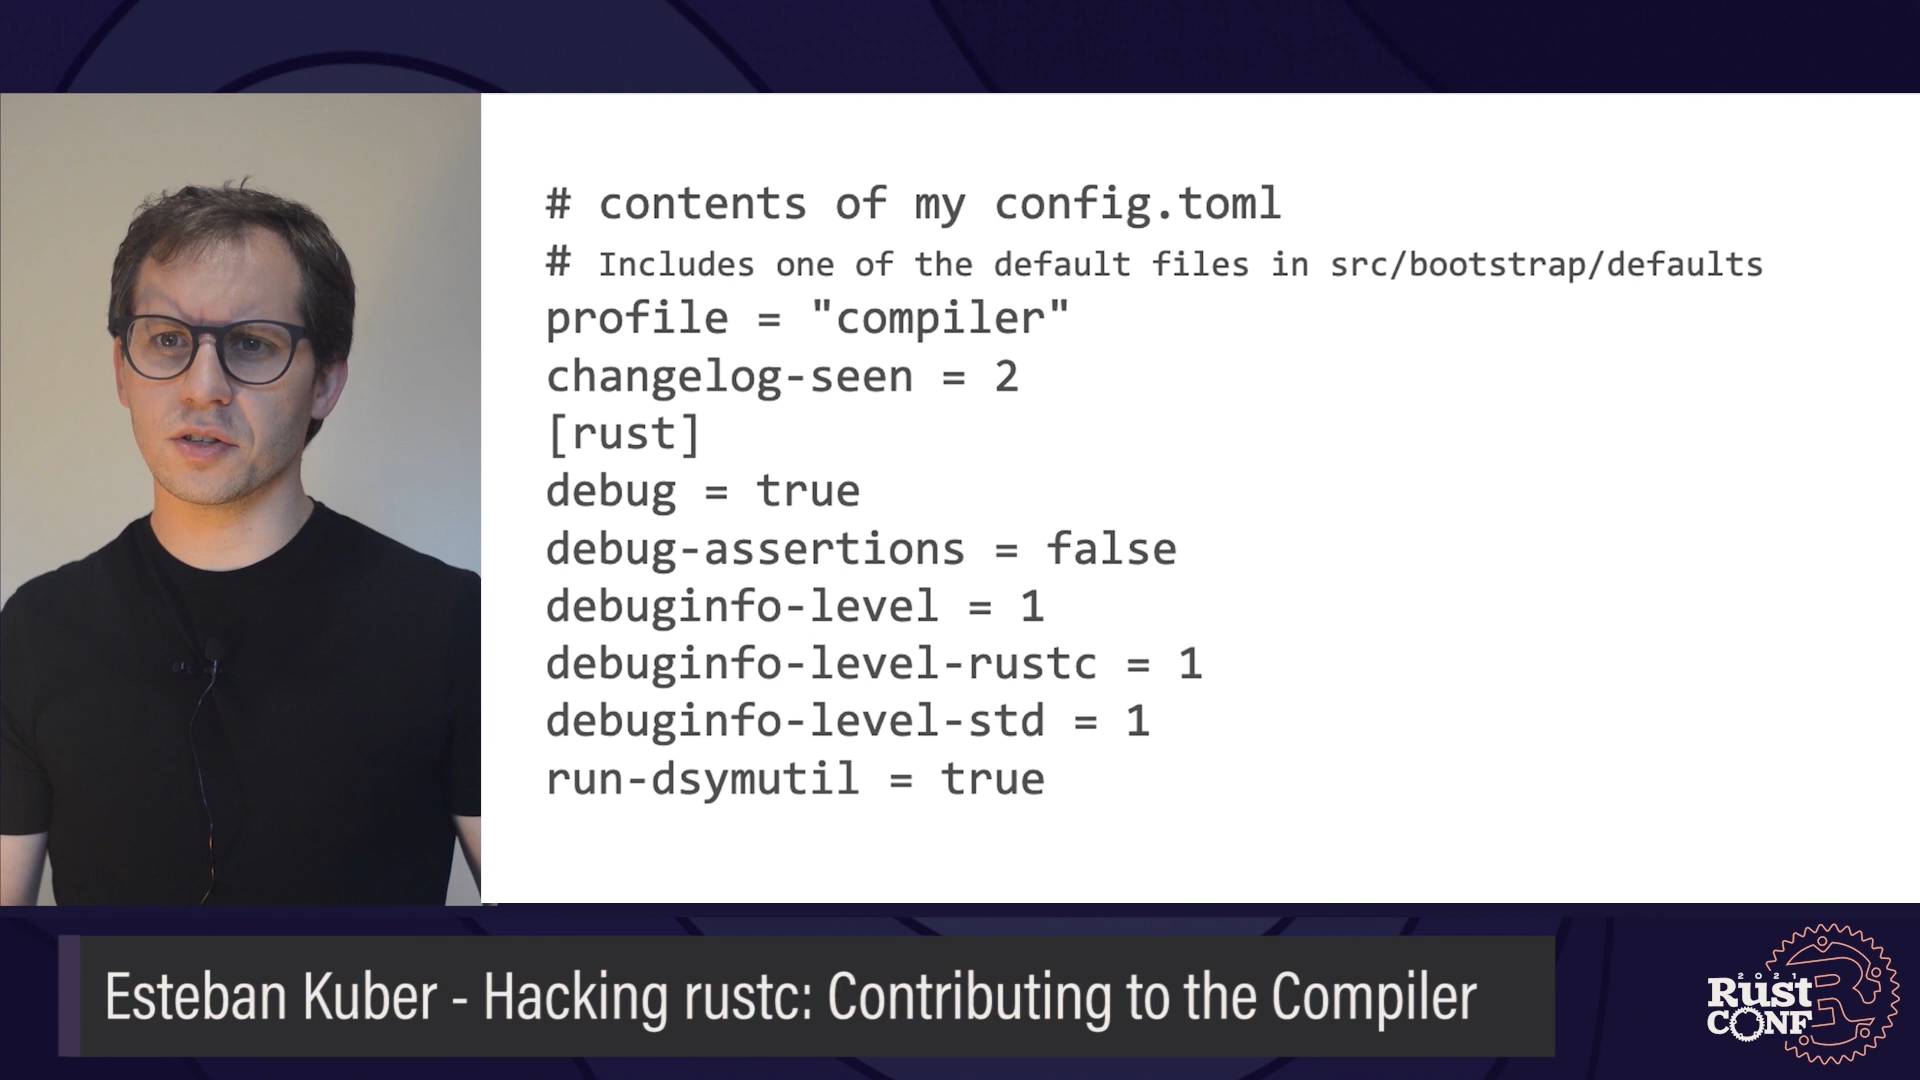 # contents of my config.toml
# Includes one of the default files in src/bootstrap/defaults
profile = "compiler"
changelog-seen = 2
[rust]
debug = true
debug-assertions = false
debuginfo-level = 1
debuginfo-level-rustc = 1
debuginfo-level-std = 1
run-dsymutil = true
Esteban Kuber - Hacking rustc: Contributing to the Compiler
2021
Rust
CONF
R